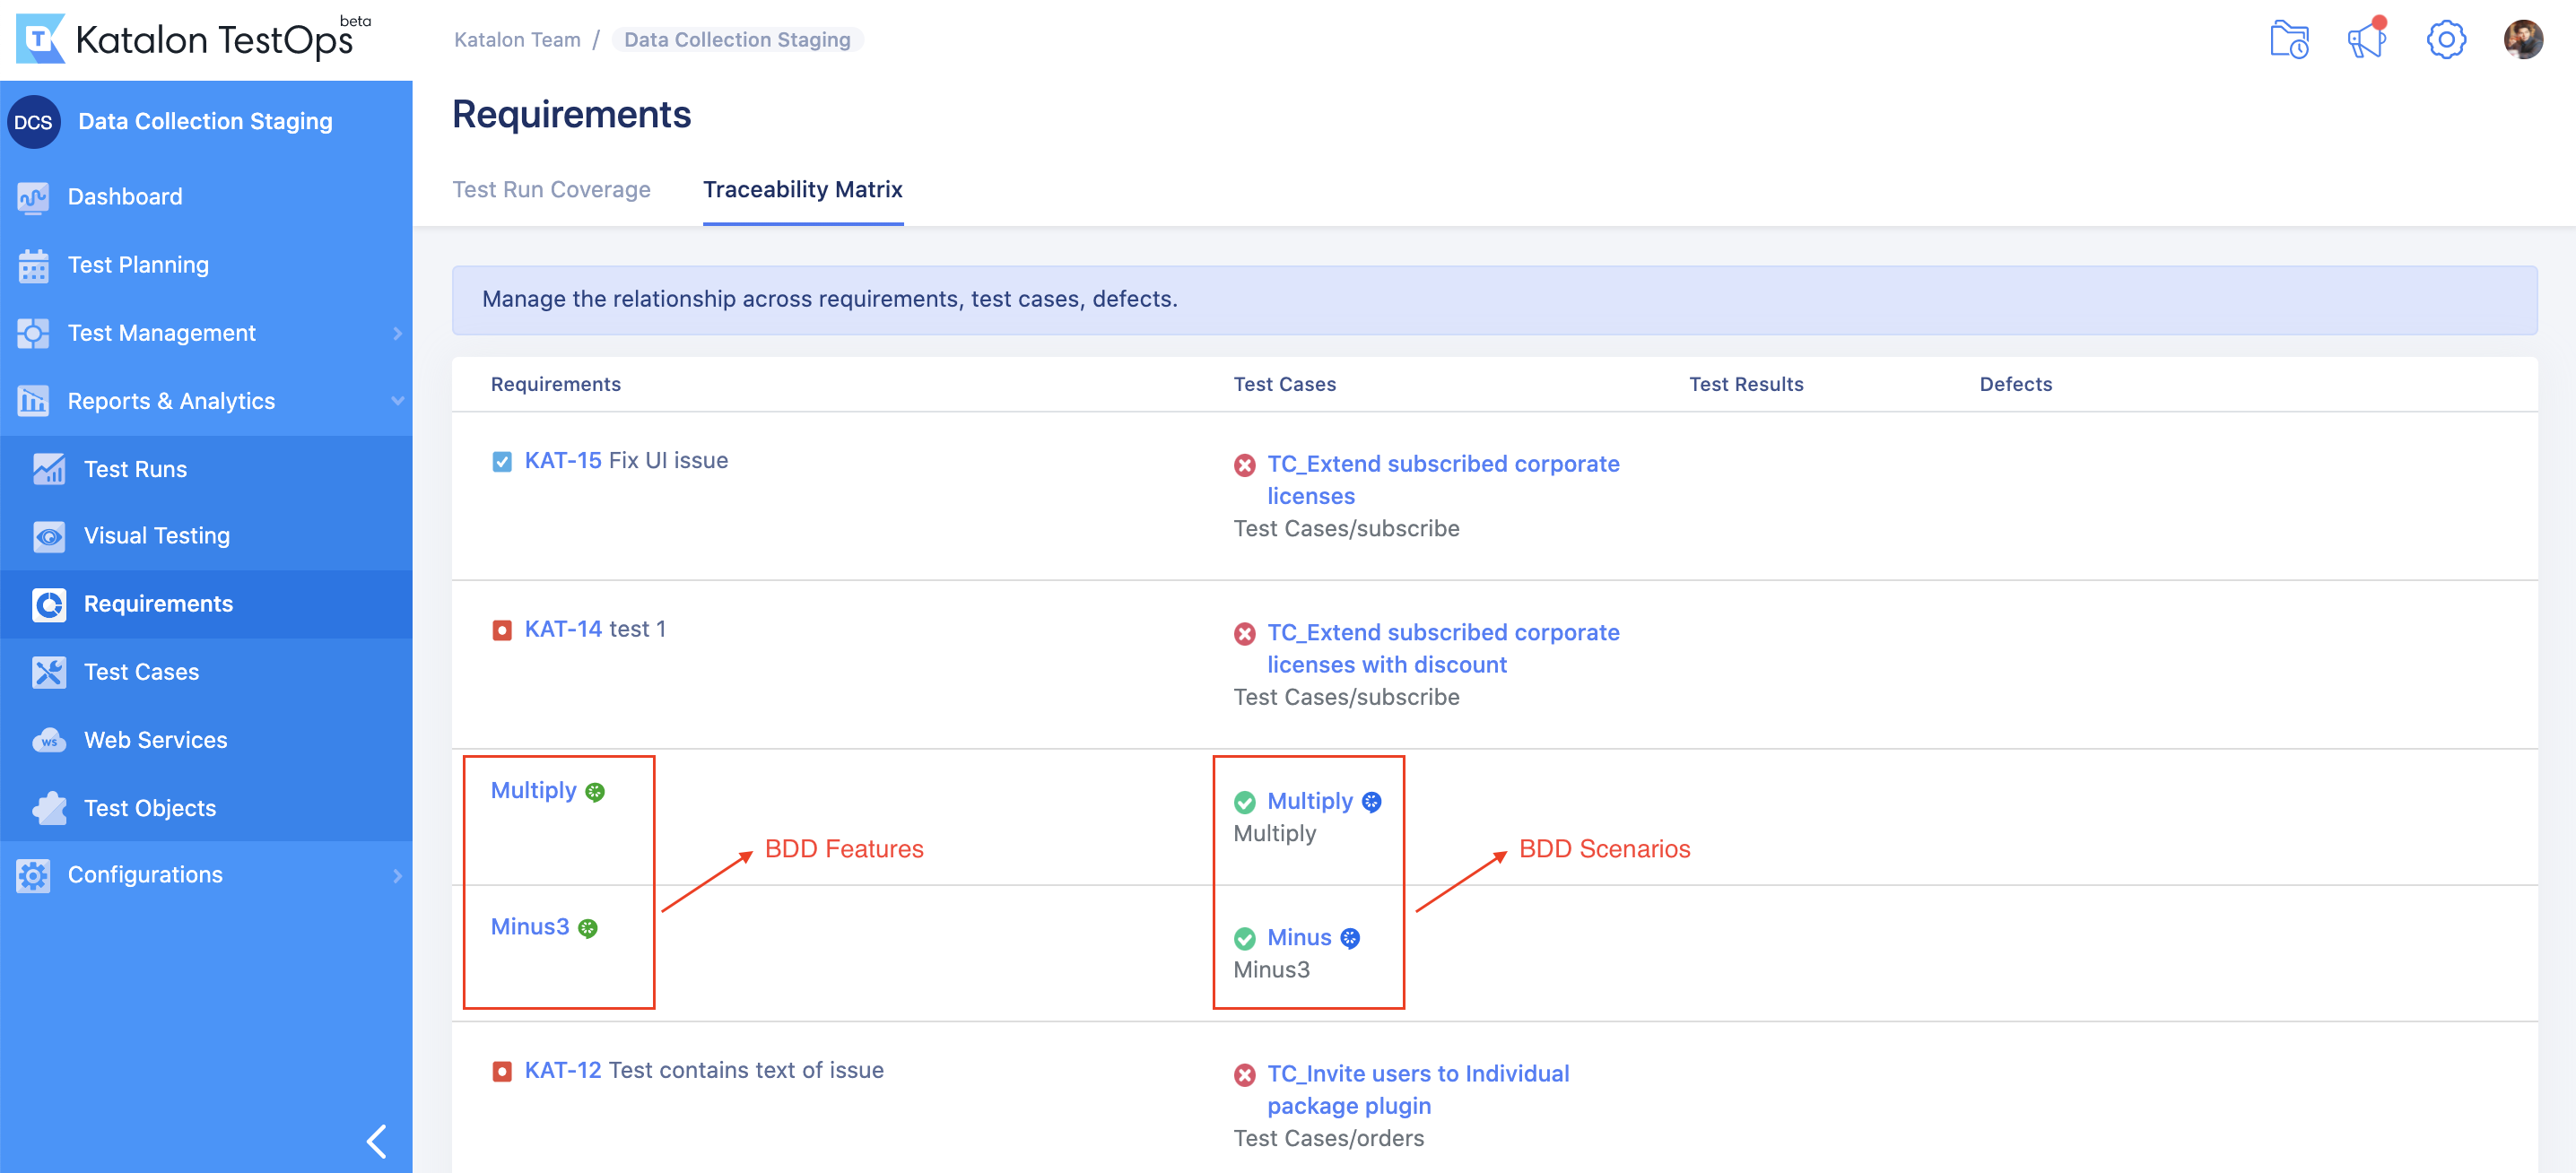 Katalon TestOps beta
Katalon Team / Data Collection Staging
DCS Data Collection Staging
Dashboard
Test Planning
Test Management
Reports & Analytics
Test Runs
Visual Testing
Requirements
Test Cases
WS Web Services
Test Objects
Configurations
Requirements
Test Run Coverage Traceability Matrix
Manage the relationship across requirements, test cases, defects.
Requirements Test Cases Test Results Defects
KAT-15 Fix UI issue
TC_Extend subscribed corporate
licenses
Test Cases/subscribe
KAT-14 test 1
TC_Extend subscribed corporate
licenses with discount
Test Cases/subscribe
Multiply
Multiply
Multiply
BDD Features
BDD Scenarios
Minus3
Minus
Minus3
KAT-12 Test contains text of issue
TC_Invite users to Individual
package plugin
Test Cases/orders